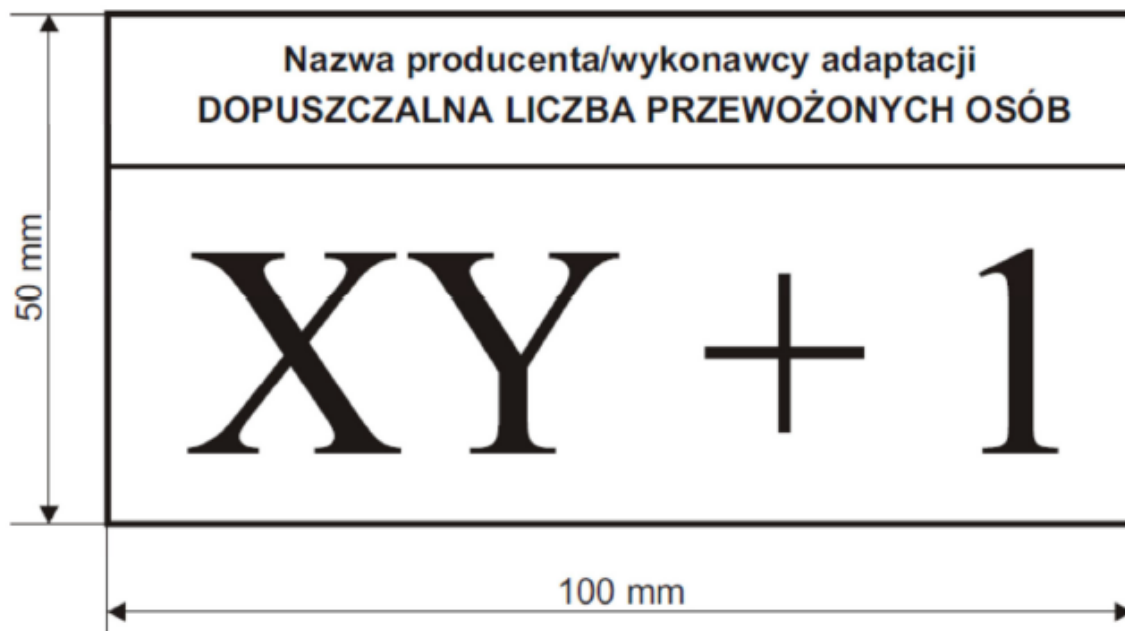 Nazwa producenta/wykonawcy adaptacji
DOPUSZCZALNA LICZBA PRZEWOŻONYCH OSÓB
50 mm
XY + 1
100 mm